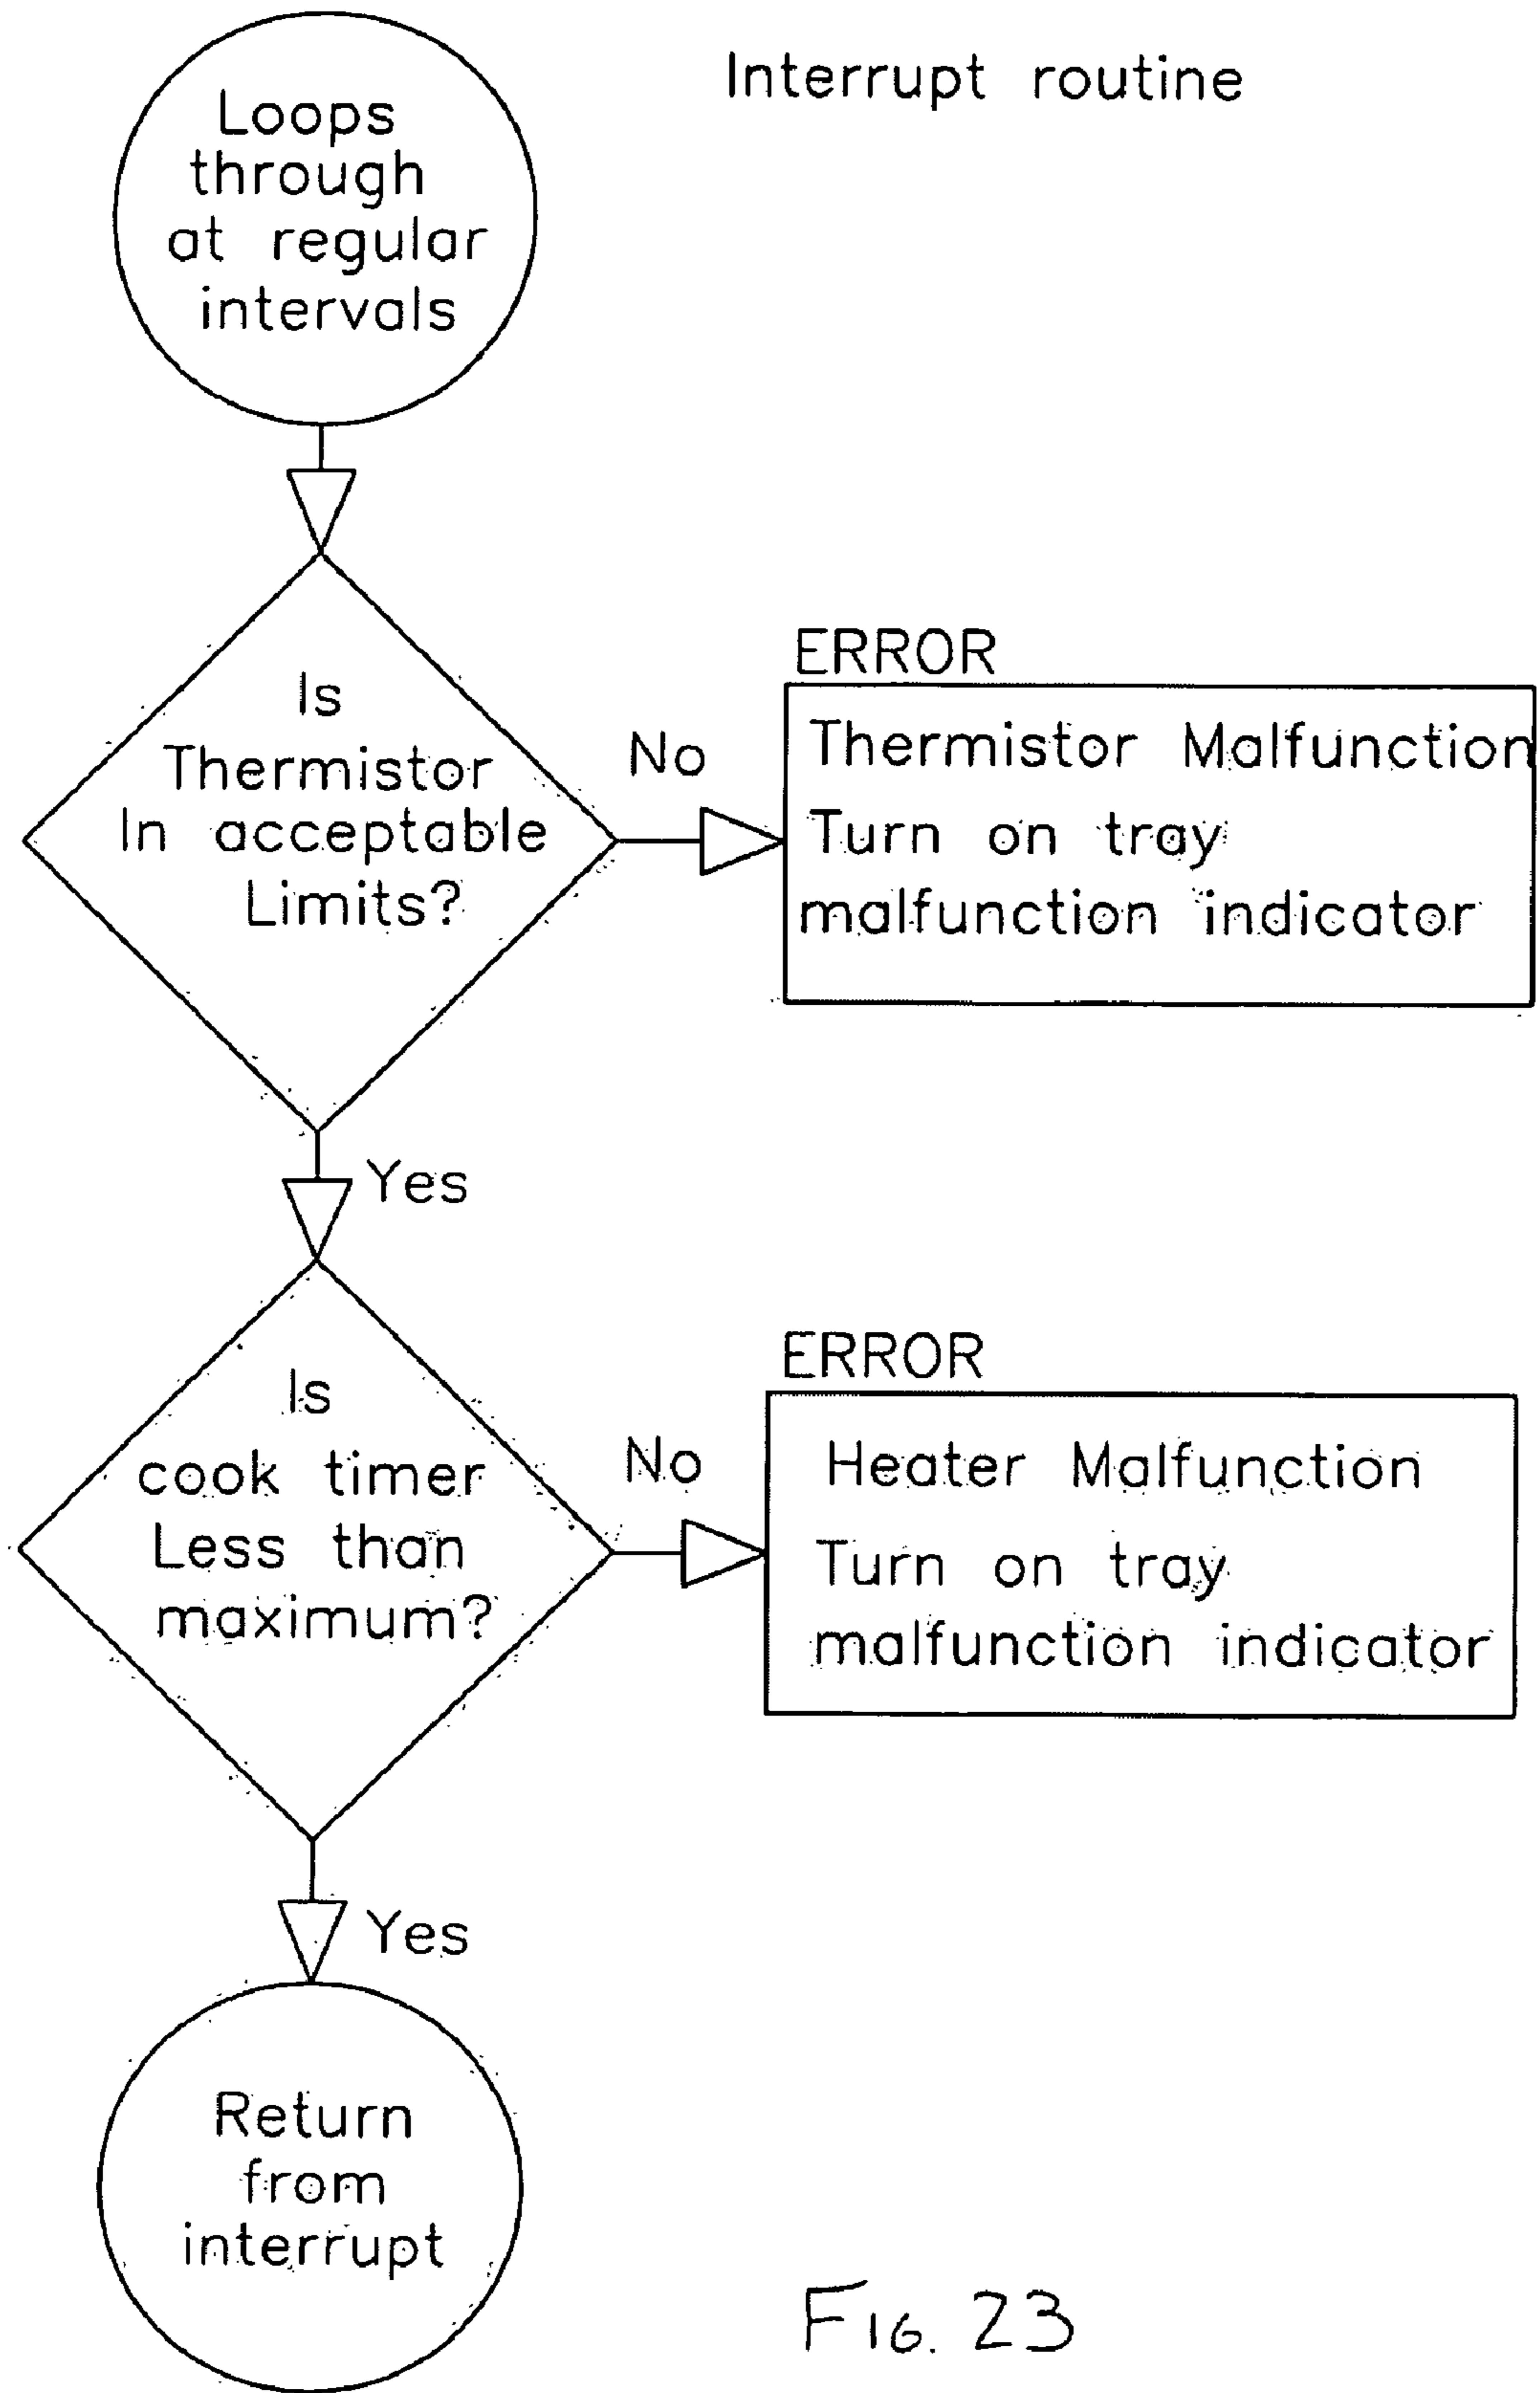 Interrupt routine
Loops
through
at regular
intervals
Is
Thermistor
In acceptable
Limits?
No
ERROR
Thermistor Malfunction
Turn on tray
malfunction indicator
Yes
Is
cook timer
Less than
maximum?
No
ERROR
Heater Malfunction
Turn on tray
malfunction indicator
Yes
Return
from
interrupt
FIG. 23